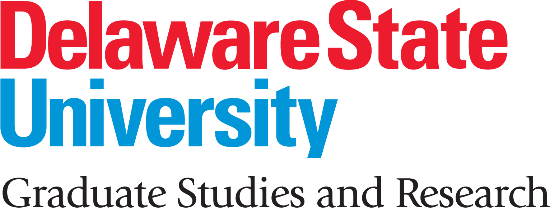 Delaware State
University
Graduate Studies and Research